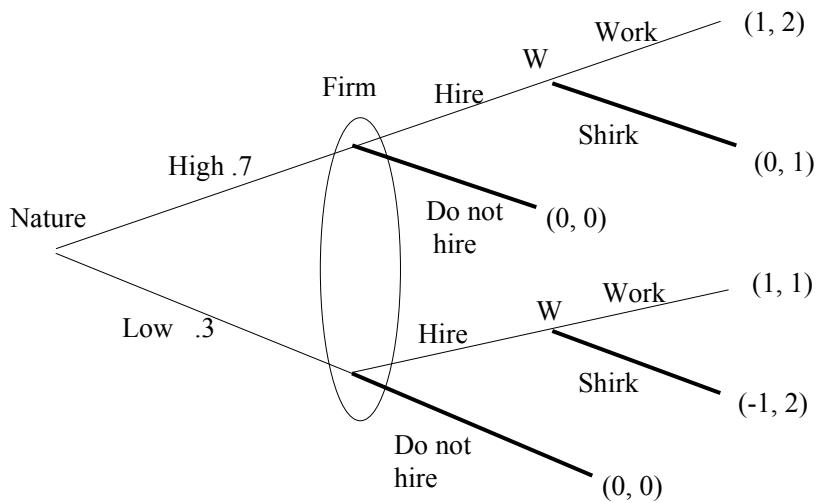 (1, 2)
Work
W
Firm
Hire
Shirk
High .7
(0, 1)
Do not
hire
(0, 0)
Nature
(1, 1)
Work
W
Low .3
Hire
Shirk
(-1, 2)
Do not
hire
(0, 0)